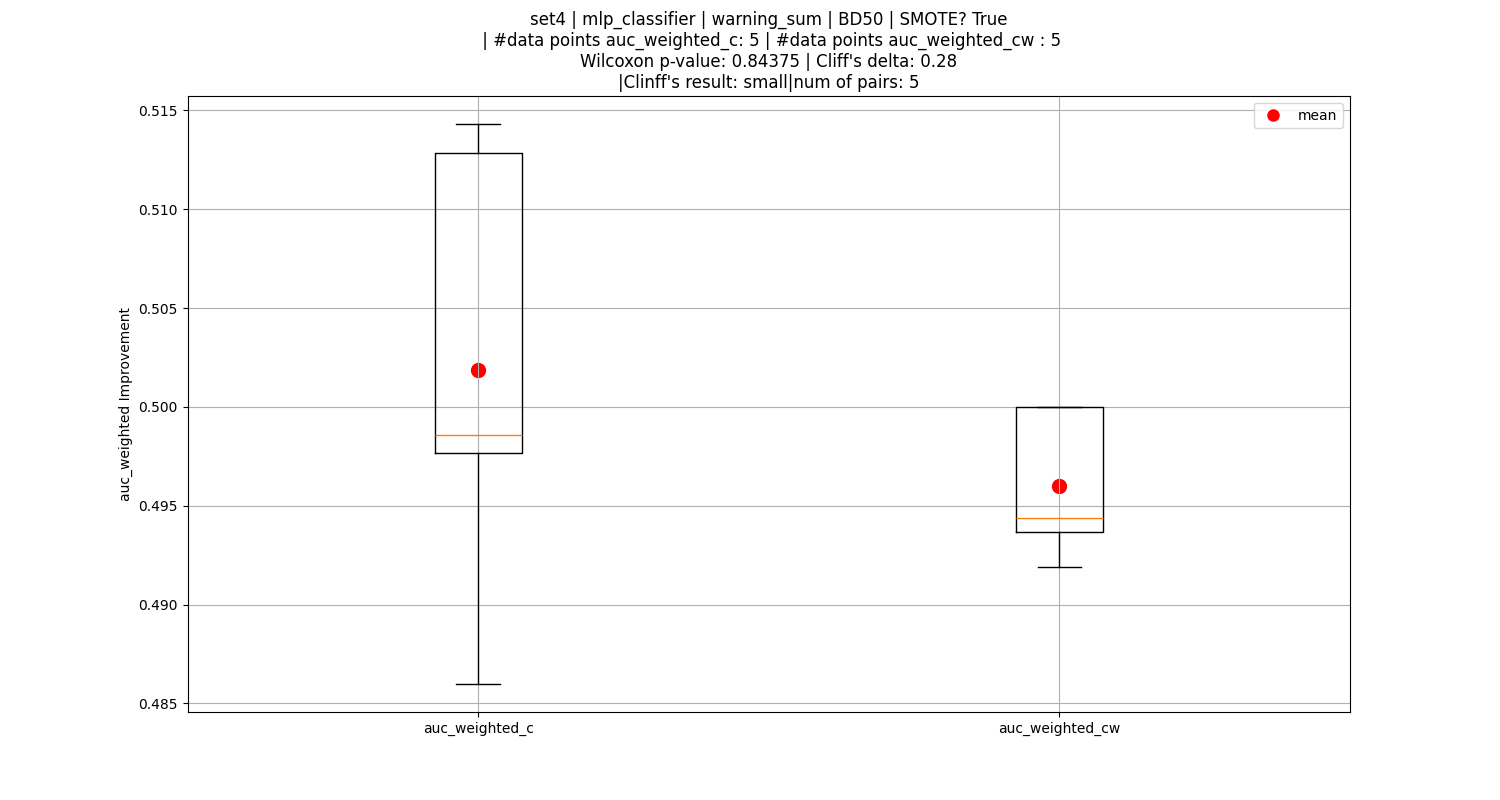 set4 | mlp_classifier | warning_sum | BD50 | SMOTE? True
| #data points auc_weighted_c: 5 | #data points auc_weighted_cw : 5
Wilcoxon p-value: 0.84375 | Cliff's delta: 0.28
|Clinff's result: small|num of pairs: 5
mean
auc_weighted Improvement
0.515
0.510
0.505
0.500
0.495
0.490
0.485
auc_weighted_c
auc_weighted_cw